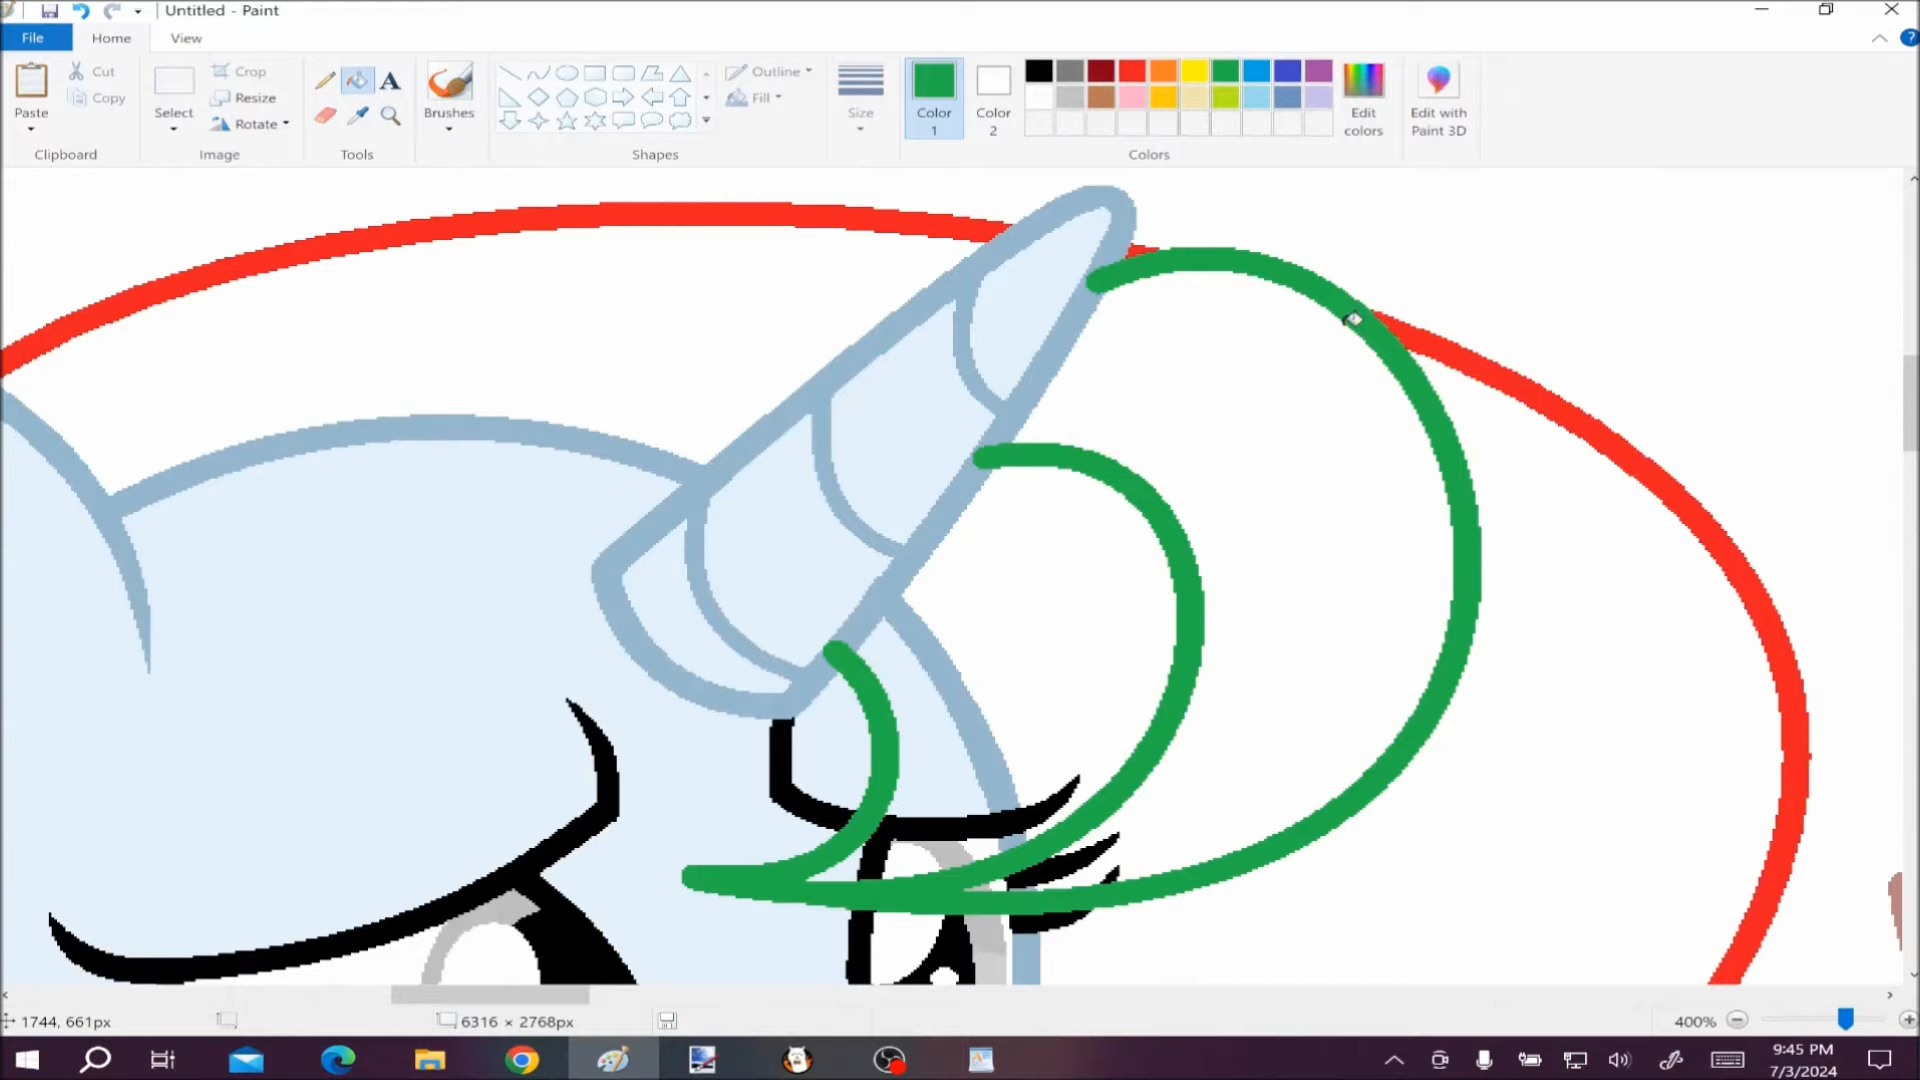 Untitled - Paint
File Home View
Paste
Cut
Copy
Clipboard
Select
Crop
Resize
Rotate
Image
A
Tools
Brushes
Shapes
Outline
Fill
Size
Color 1
Color 2
Colors
Edit colors
Edit with Paint 3D
?
1744, 661px
6316 × 2768px
400%
9:45 PM
7/3/2024